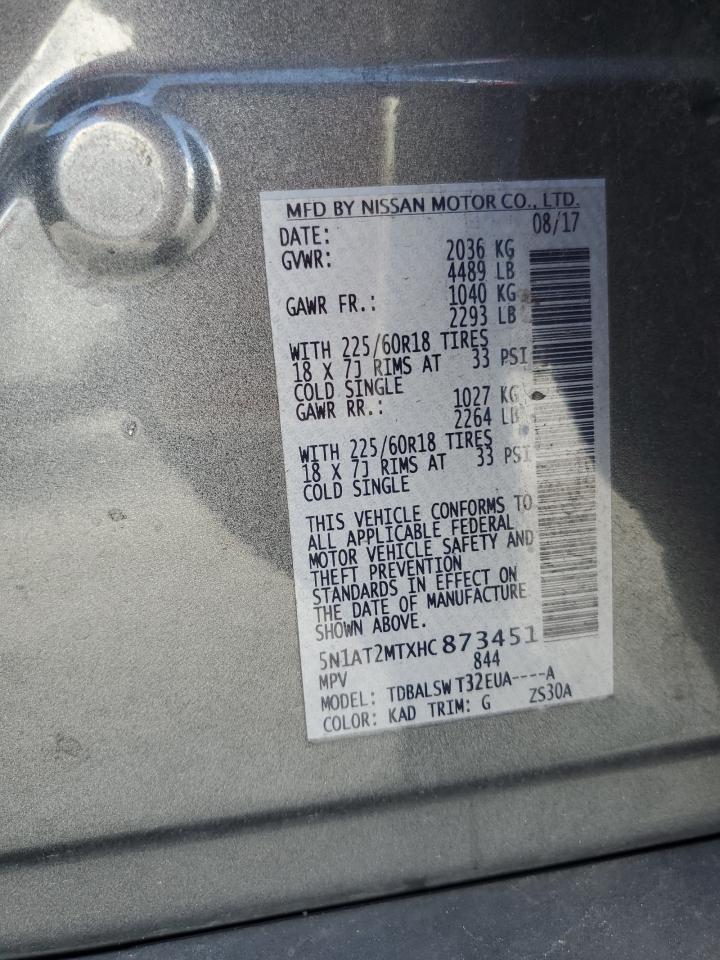 MFD BY NISSAN MOTOR CO., LTD.
DATE: 08/17
GVWR: 2036 KG
4489 LB
GAWR FR.: 1040 KG
2293 LB
WITH 225/60R18 TIRES
18 X 7J RIMS AT 33 PSI
COLD SINGLE
GAWR RR.: 1027 KG
2264 LB
WITH 225/60R18 TIRES
18 X 7J RIMS AT 33 PSI
COLD SINGLE
THIS VEHICLE CONFORMS TO
ALL APPLICABLE FEDERAL
MOTOR VEHICLE SAFETY AND
THEFT PREVENTION
STANDARDS IN EFFECT ON
THE DATE OF MANUFACTURE
SHOWN ABOVE.
5N1AT2MTXHC873451
MPV 844
MODEL: TDBALSW T32EUA----A
COLOR: KAD TRIM: G ZS30A